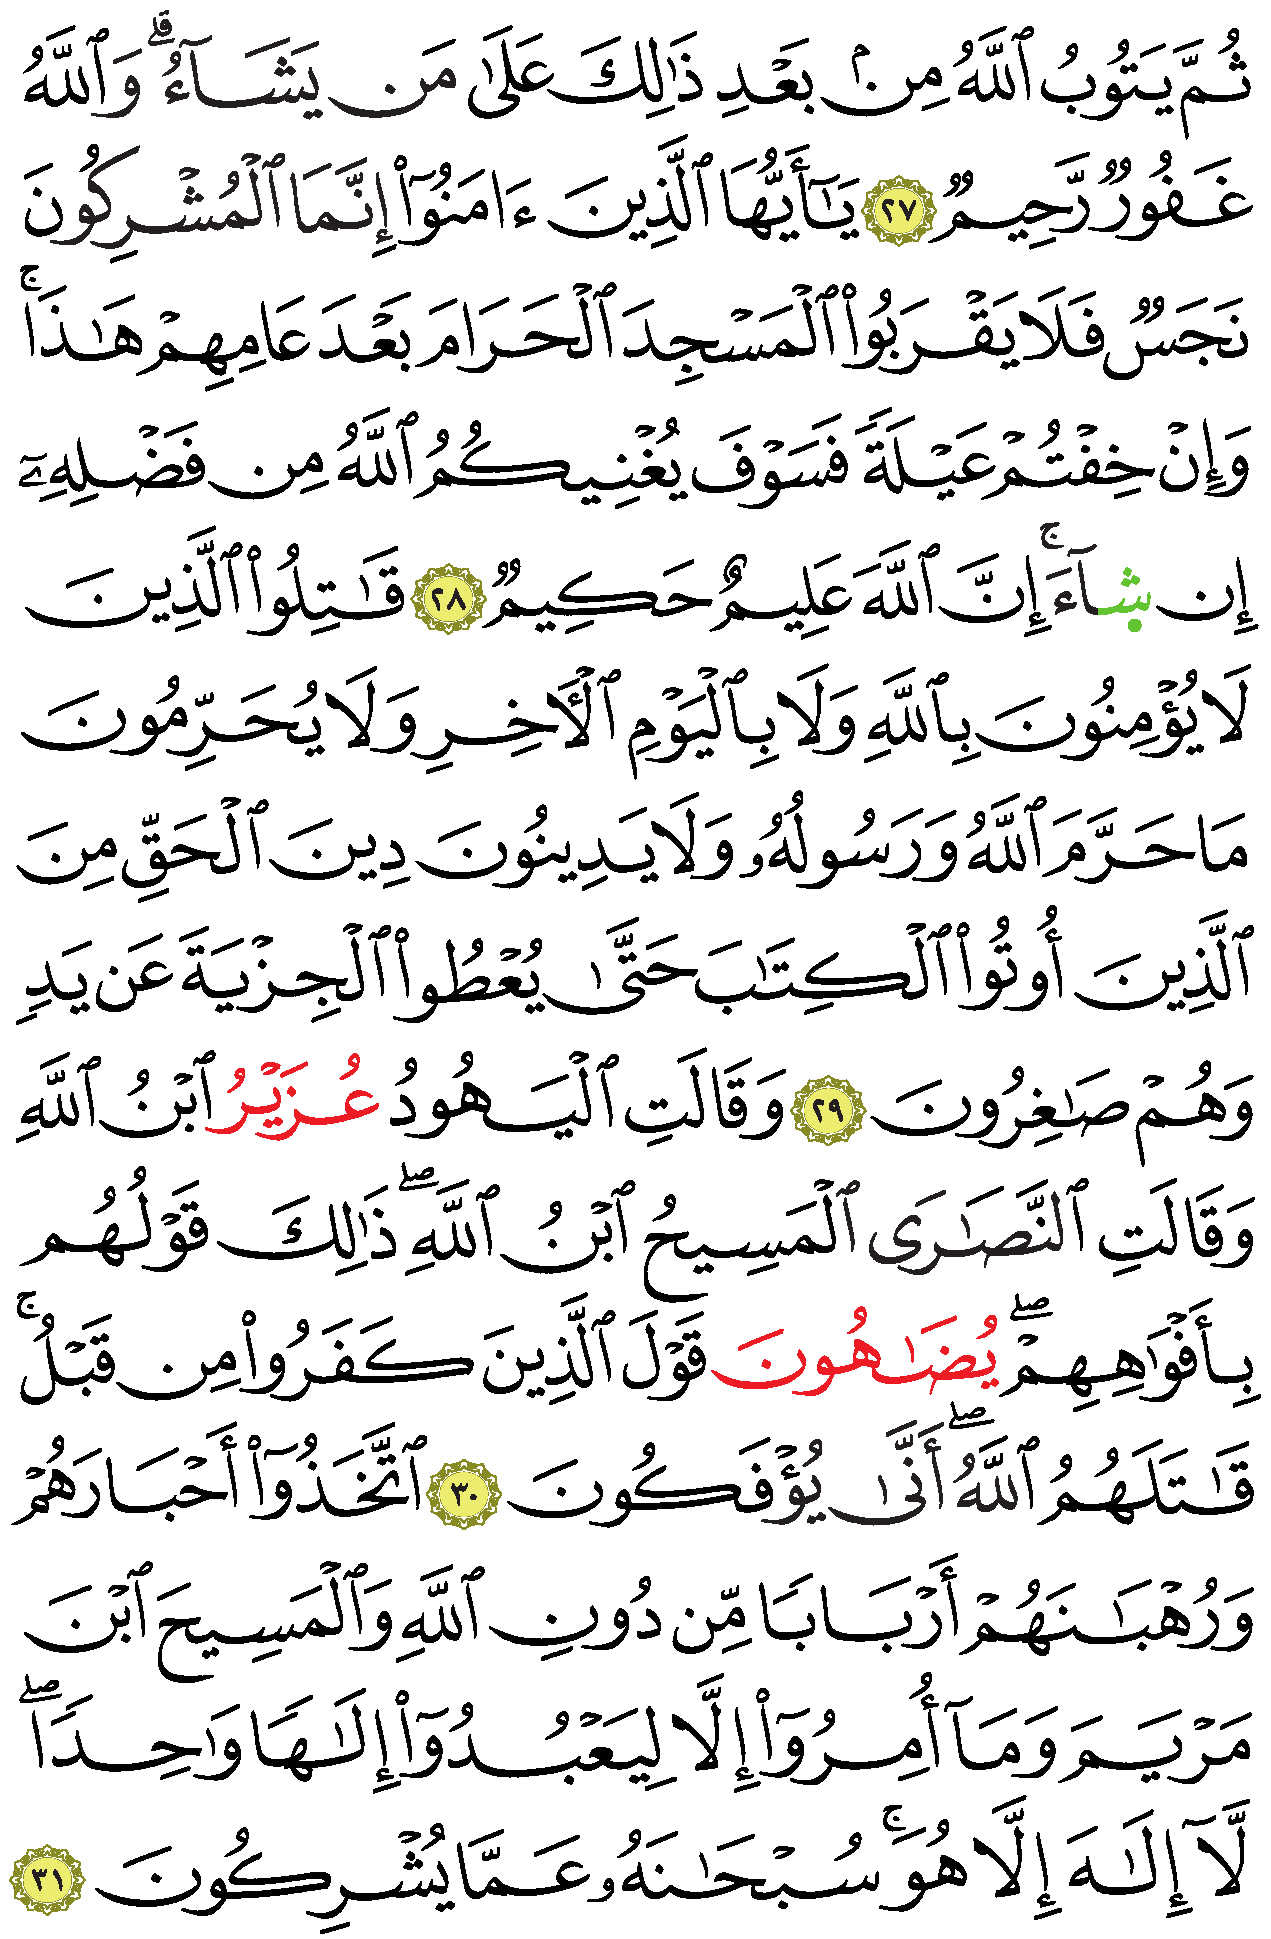 ثُمَّ يَتُوبُ ٱللَّهُ مِنۢ بَعْدِ ذَٰلِكَ عَلَىٰ مَن يَشَآءُ ۗ وَٱللَّهُ
غَفُورٌ رَّحِيمٌ ٢٧ يَـٰٓأَيُّهَا ٱلَّذِينَ ءَامَنُوٓا۟ إِنَّمَا ٱلْمُشْرِكُونَ
نَجَسٌ فَلَا يَقْرَبُوا۟ ٱلْمَسْجِدَ ٱلْحَرَامَ بَعْدَ عَامِهِمْ هَـٰذَا ۚ
وَإِنْ خِفْتُمْ عَيْلَةً فَسَوْفَ يُغْنِيكُمُ ٱللَّهُ مِن فَضْلِهِۦٓ
إِن شَآءَ ۚ إِنَّ ٱللَّهَ عَلِيمٌ حَكِيمٌ ٢٨ قَـٰتِلُوا۟ ٱلَّذِينَ
لَا يُؤْمِنُونَ بِٱللَّهِ وَلَا بِٱلْيَوْمِ ٱلْـَٔاخِرِ وَلَا يُحَرِّمُونَ
مَا حَرَّمَ ٱللَّهُ وَرَسُولُهُۥ وَلَا يَدِينُونَ دِينَ ٱلْحَقِّ مِنَ
ٱلَّذِينَ أُوتُوا۟ ٱلْكِتَـٰبَ حَتَّىٰ يُعْطُوا۟ ٱلْجِزْيَةَ عَن يَدٍ
وَهُمْ صَـٰغِرُونَ ٢٩ وَقَالَتِ ٱلْيَهُودُ عُزَيْرُ ٱبْنُ ٱللَّهِ
وَقَالَتِ ٱلنَّصَـٰرَى ٱلْمَسِيحُ ٱبْنُ ٱللَّهِ ۖ ذَٰلِكَ قَوْلُهُم
بِأَفْوَٰهِهِمْ ۖ يُضَـٰهُونَ قَوْلَ ٱلَّذِينَ كَفَرُوا۟ مِن قَبْلُ ۚ
قَـٰتَلَهُمُ ٱللَّهُ ۖ أَنَّىٰ يُؤْفَكُونَ ٣٠ ٱتَّخَذُوٓا۟ أَحْبَارَهُمْ
وَرُهْبَـٰنَهُمْ أَرْبَابًا مِّن دُونِ ٱللَّهِ وَٱلْمَسِيحَ ٱبْنَ
مَرْيَمَ وَمَآ أُمِرُوٓا۟ إِلَّا لِيَعْبُدُوٓا۟ إِلَـٰهًا وَٰحِدًا ۖ
لَّآ إِلَـٰهَ إِلَّا هُوَ ۚ سُبْحَـٰنَهُۥ عَمَّا يُشْرِكُونَ ٣١